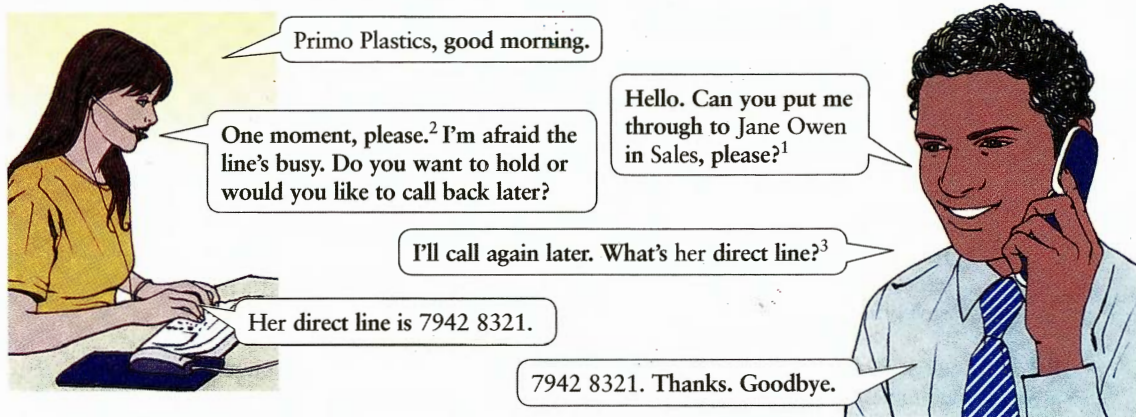 Primo Plastics, good morning.
Hello. Can you put me
through to Jane Owen
in Sales, please?¹
One moment, please.² I'm afraid the
line's busy. Do you want to hold or
would you like to call back later?
I'll call again later. What's her direct line?³
Her direct line is 7942 8321.
7942 8321. Thanks. Goodbye.